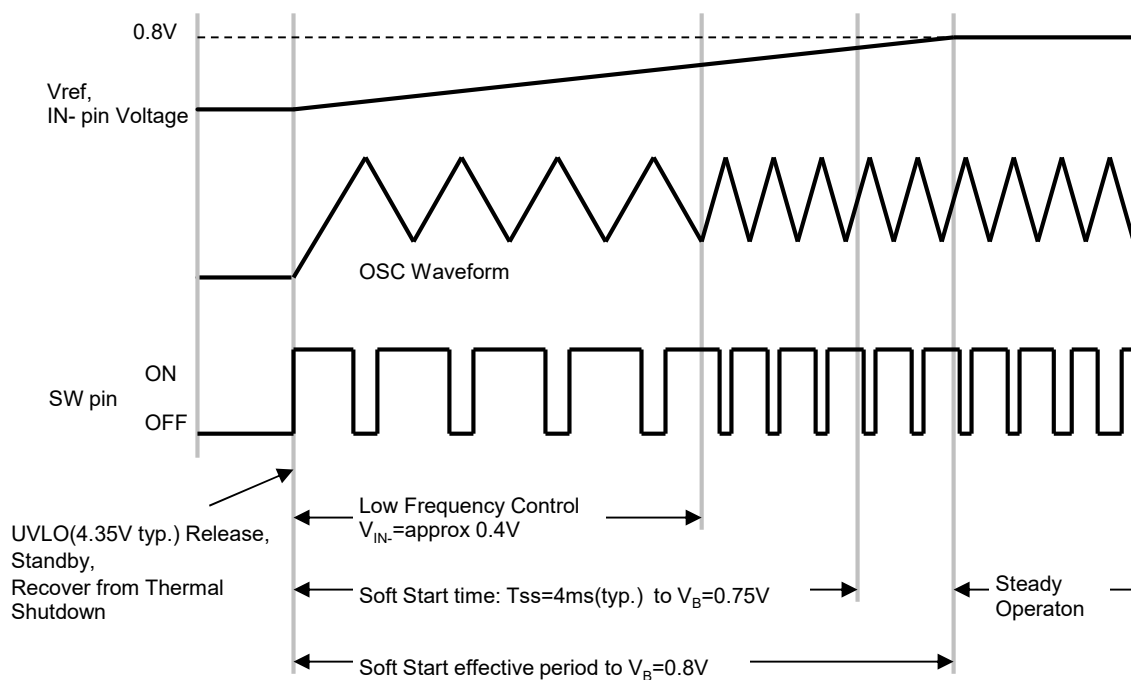 0.8V
Vref,
IN- pin Voltage
OSC Waveform
ON
SW pin
OFF
Low Frequency Control
VIN-=approx 0.4V
UVLO(4.35V typ.) Release,
Standby,
Recover from Thermal
Shutdown
Soft Start time: Tss=4ms(typ.) to VB=0.75V
Steady
Operaton
Soft Start effective period to VB=0.8V